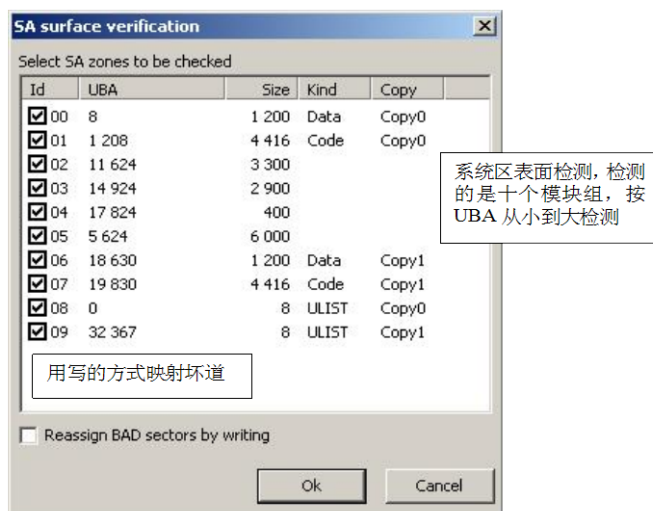 SA surface verification
Select SA zones to be checked
Id UBA Size Kind Copy
00 8 1 200 Data Copy0
01 1 208 4 416 Code Copy0
02 11 624 3 300
03 14 924 2 900
04 17 824 400
05 5 624 6 000
06 18 630 1 200 Data Copy1
07 19 830 4 416 Code Copy1
08 0 8 ULIST Copy0
09 32 367 8 ULIST Copy1
系统区表面检测，检测
的是十个模块组，按
UBA 从小到大检测
用写的方式映射坏道
Reassign BAD sectors by writing
Ok Cancel